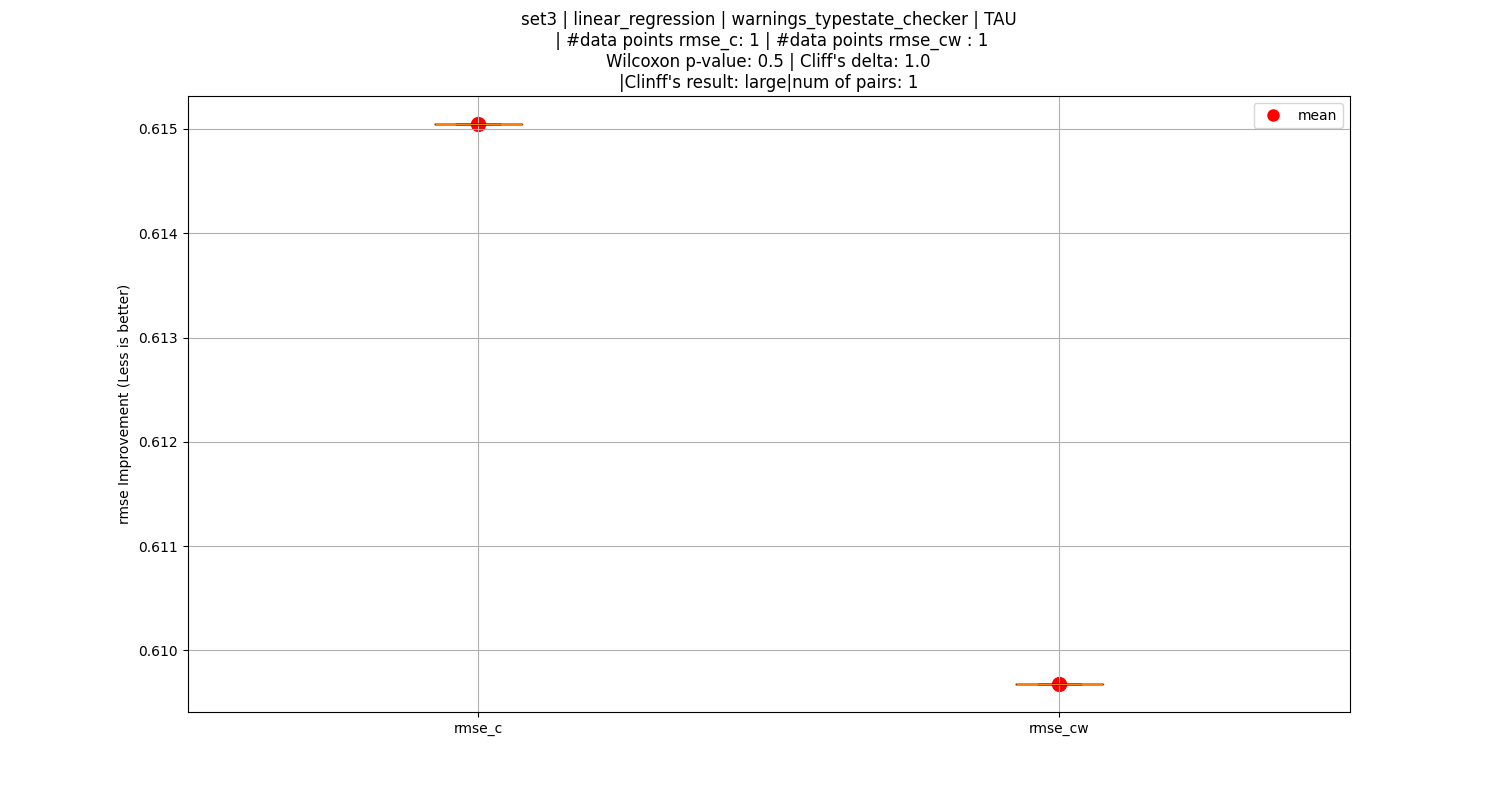 set3 | linear_regression | warnings_typestate_checker | TAU
| #data points rmse_c: 1 | #data points rmse_cw : 1
Wilcoxon p-value: 0.5 | Cliff's delta: 1.0
|Clinff's result: large|num of pairs: 1
mean
0.615
0.614
0.613
0.612
0.611
0.610
rmse Improvement (Less is better)
rmse_c
rmse_cw